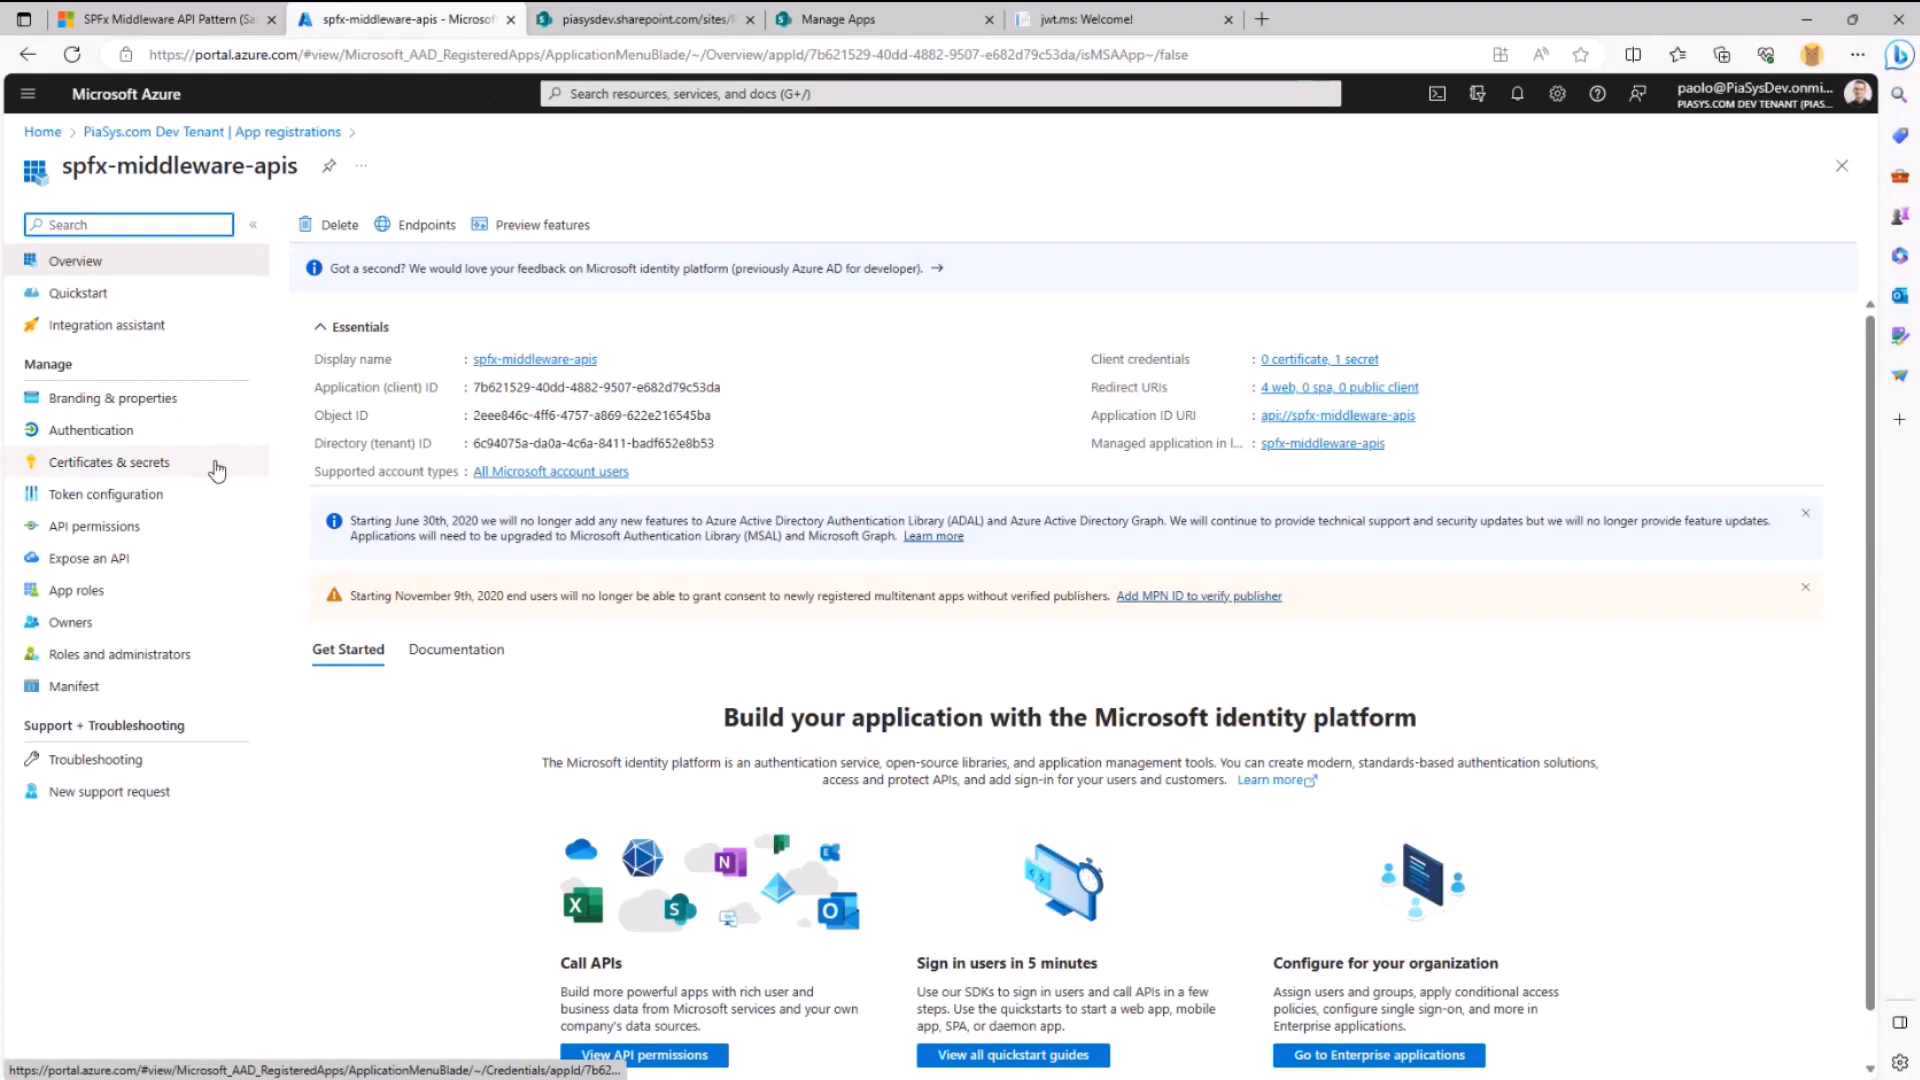 SPFx Middleware API Pattern (Sa
spfx-middleware-apis - Microsof
piasysdev.sharepoint.com/sites/
Manage Apps
jwt.ms: Welcome!
https://portal.azure.com/#view/Microsoft_AAD_RegisteredApps/ApplicationMenuBlade/~/Overview/appId/7b621529-40dd-4882-9507-e682d79c53da/isMSAApp~/false
Microsoft Azure
Search resources, services, and docs (G+/)
paolo@PiaSysDev.onmi...
PIASYS.COM DEV TENANT (PIAS...
Home > PiaSys.com Dev Tenant | App registrations >
spfx-middleware-apis
Search
Delete
Endpoints
Preview features
Overview
Quickstart
Integration assistant
Manage
Branding & properties
Authentication
Certificates & secrets
Token configuration
API permissions
Expose an API
App roles
Owners
Roles and administrators
Manifest
Support + Troubleshooting
Troubleshooting
New support request
Got a second? We would love your feedback on Microsoft identity platform (previously Azure AD for developer).
Essentials
Display name : spfx-middleware-apis
Application (client) ID : 7b621529-40dd-4882-9507-e682d79c53da
Object ID : 2eee846c-4ff6-4757-a869-622e216545ba
Directory (tenant) ID : 6c94075a-da0a-4c6a-8411-badf652e8b53
Supported account types : All Microsoft account users
Client credentials : 0 certificate, 1 secret
Redirect URIs : 4 web, 0 spa, 0 public client
Application ID URI : api://spfx-middleware-apis
Managed application in l... : spfx-middleware-apis
Starting June 30th, 2020 we will no longer add any new features to Azure Active Directory Authentication Library (ADAL) and Azure Active Directory Graph. We will continue to provide technical support and security updates but we will no longer provide feature updates.
Applications will need to be upgraded to Microsoft Authentication Library (MSAL) and Microsoft Graph. Learn more
Starting November 9th, 2020 end users will no longer be able to grant consent to newly registered multitenant apps without verified publishers. Add MPN ID to verify publisher
Get Started
Documentation
Build your application with the Microsoft identity platform
The Microsoft identity platform is an authentication service, open-source libraries, and application management tools. You can create modern, standards-based authentication solutions,
access and protect APIs, and add sign-in for your users and customers. Learn more
Call APIs
Build more powerful apps with rich user and
business data from Microsoft services and your own
company's data sources.
View API permissions
Sign in users in 5 minutes
Use our SDKs to sign in users and call APIs in a few
steps. Use the quickstarts to start a web app, mobile
app, SPA, or daemon app.
View all quickstart guides
Configure for your organization
Assign users and groups, apply conditional access
policies, configure single sign-on, and more in
Enterprise applications.
Go to Enterprise applications
https://portal.azure.com/#view/Microsoft_AAD_RegisteredApps/ApplicationMenuBlade/~/Credentials/appId/7b62...